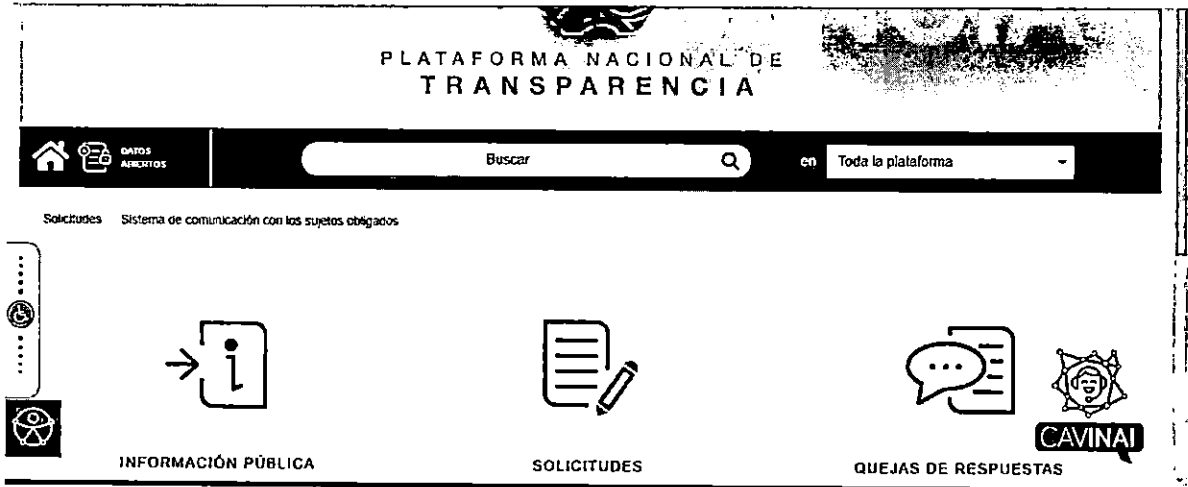 PLATAFORMA NACIONAL DE
TRANSPARENCIA
DATOS
ABIERTOS
Buscar
en
Toda la plataforma
Solicitudes Sistema de comunicación con los sujetos obligados
INFORMACIÓN PÚBLICA
SOLICITUDES
QUEJAS DE RESPUESTAS
CAVINAI